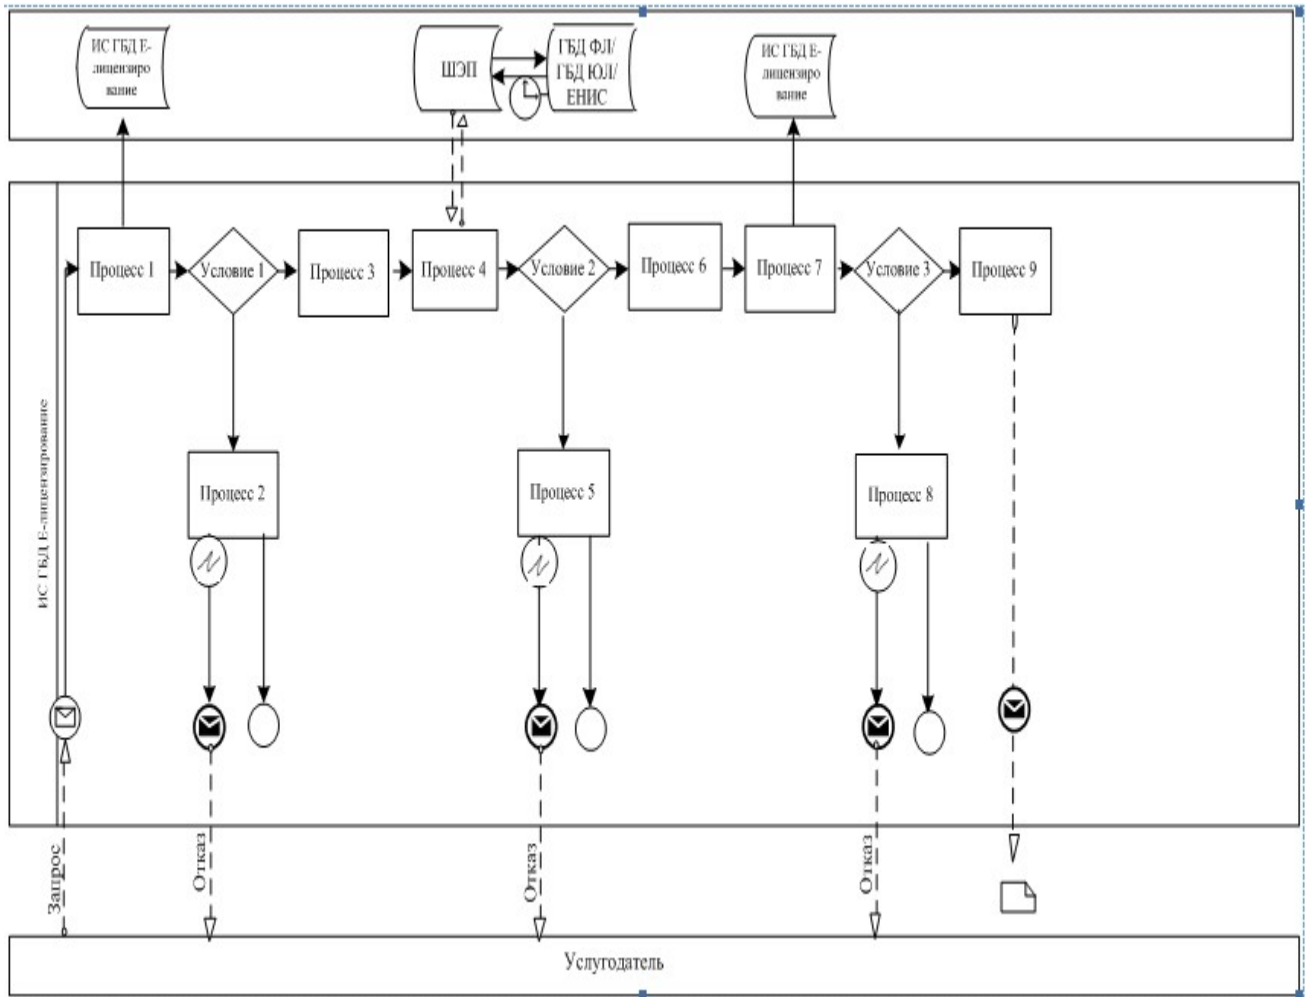 ИС ГБД Е-
лицензиро
вание
ШЭП
ГБД ФЛ/
ГБД ЮЛ/
ЕНИС
ИС ГБД Е-
лицензиро
вание
Процесс 1
Условие 1
Процесс 3
Процесс 4
Условие 2
Процесс 6
Процесс 7
Условие 3
Процесс 9
ИС ГБД Е-лицензирование
Процесс 2
Процесс 5
Процесс 8
Запрос
Отказ
Отказ
Отказ
Услугодатель